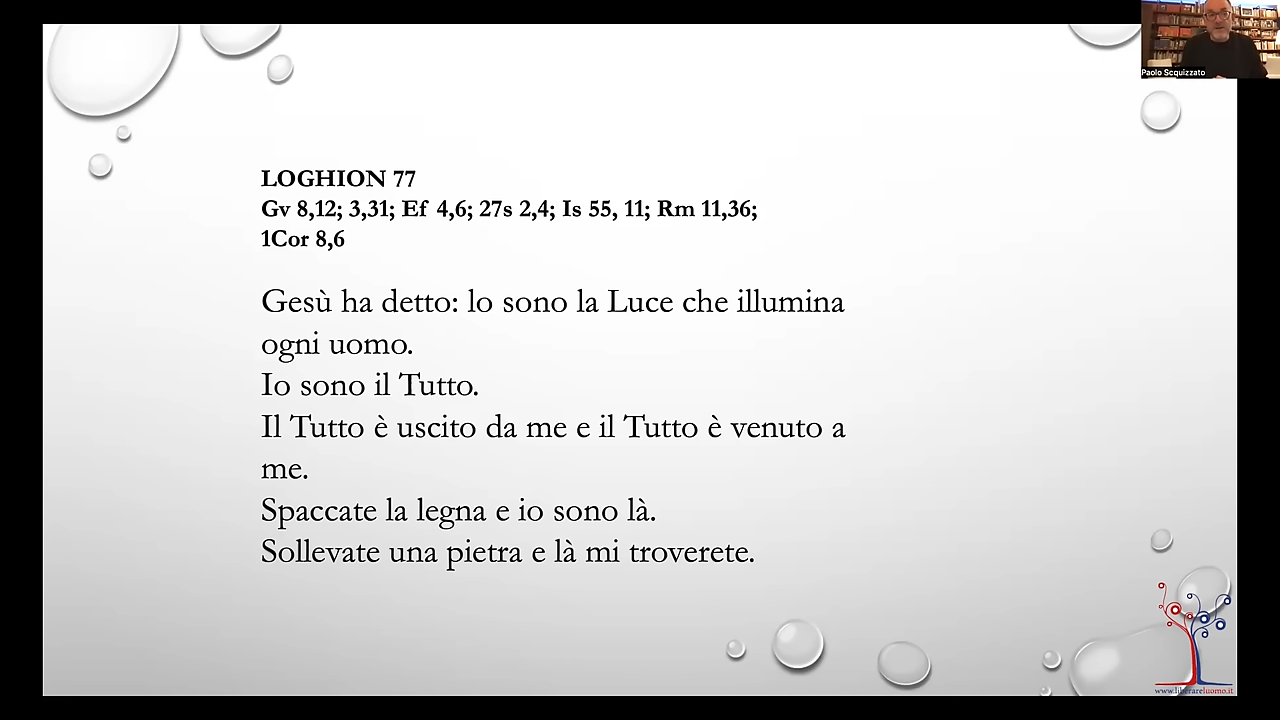 Paolo Scquizzato
LOGHION 77
Gv 8,12; 3,31; Ef 4,6; 27s 2,4; Is 55, 11; Rm 11,36;
1Cor 8,6
Gesù ha detto: lo sono la Luce che illumina
ogni uomo.
Io sono il Tutto.
Il Tutto è uscito da me e il Tutto è venuto a
me.
Spaccate la legna e io sono là.
Sollevate una pietra e là mi troverete.
www.liberareluomo.it